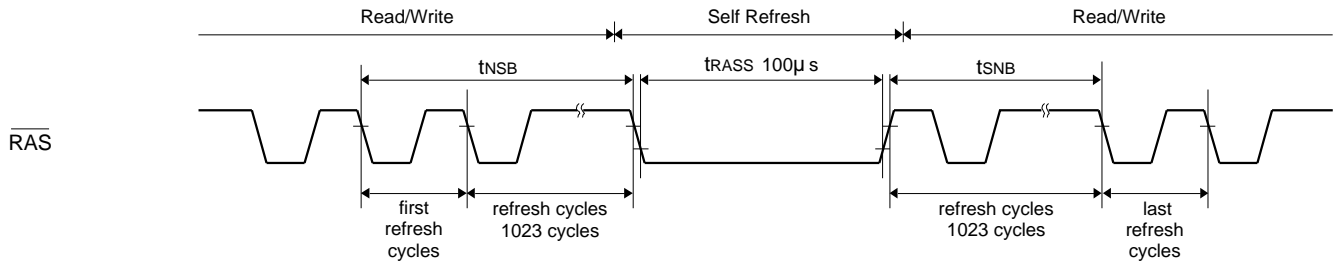 Read/Write Self Refresh Read/Write
tNSB tRASS 100μ s tSNB
RAS
first refresh cycles refresh cycles last
refresh 1023 cycles 1023 cycles refresh
cycles cycles